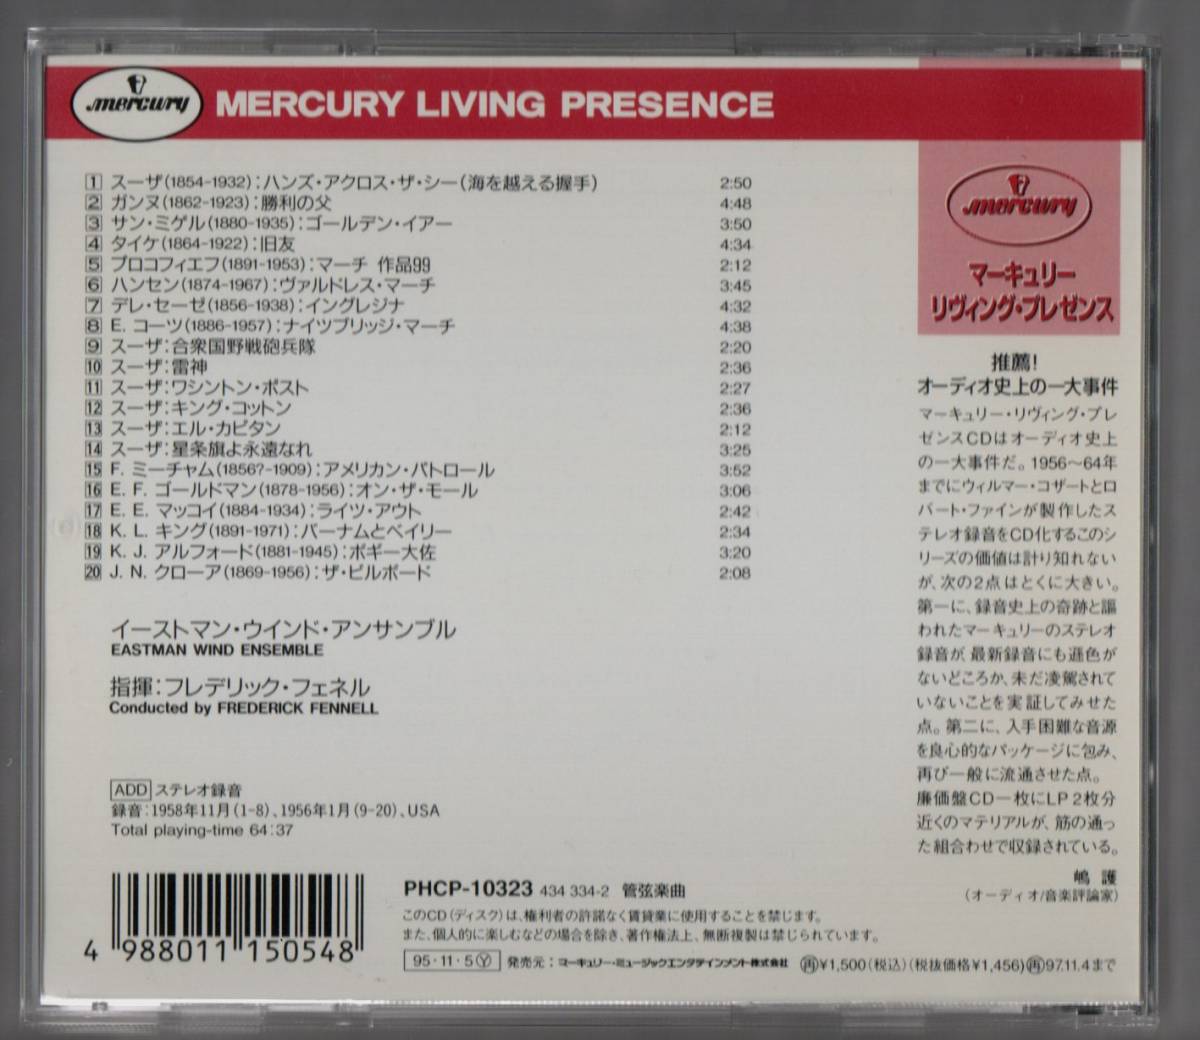 mercury MERCURY LIVING PRESENCE
1 スーザ(1854-1932):ハンズ・アクロス・ザ・シー(海を越える握手) 2:50
2 ガンヌ(1862-1923):勝利の父 4:48
3 サン・ミゲル(1880-1935):ゴールデン・イアー 3:50
4 タイケ(1864-1922):旧友 4:34
5 プロコフィエフ(1891-1953):マーチ 作品99 2:12
6 ハンセン(1874-1967):ヴァルドレス・マーチ 3:45
7 デレ・セーゼ(1856-1938):イングレジナ 4:32
8 E. コーツ(1886-1957):ナイツブリッジ・マーチ 4:38
9 スーザ:合衆国野戦砲兵隊 2:20
10 スーザ:雷神 2:36
11 スーザ:ワシントン・ポスト 2:27
12 スーザ:キング・コットン 2:36
13 スーザ:エル・カピタン 2:12
14 スーザ:星条旗よ永遠なれ 3:25
15 F. ミーチャム(1856?-1909):アメリカン・パトロール 3:52
16 E. F. ゴールドマン(1878-1956):オン・ザ・モール 3:06
17 E. E. マッコイ(1884-1934):ライツ・アウト 2:42
18 K. L. キング(1891-1971):バーナムとベイリー 2:34
19 K. J. アルフォード(1881-1945):ボギー大佐 3:20
20 J. N. クローア(1869-1956):ザ・ビルボード 2:08
イーストマン・ウインド・アンサンブル
EASTMAN WIND ENSEMBLE
指揮:フレデリック・フェネル
Conducted by FREDERICK FENNELL
ADD ステレオ録音
録音:1958年11月(1-8)、1956年1月(9-20)、USA
Total playing-time 64:37
4 988011 150548
PHCP-10323 434 334-2 管弦楽曲
このCD(ディスク)は、権利者の許諾なく賃貸業に使用することを禁じます。
また、個人的に楽しむなどの場合を除き、著作権法上、無断複製は禁じられています。
95・11・5Ⓨ 発売元:マーキュリー・ミュージックエンタテインメント株式会社 ㊢¥1,500(税込)(税抜価格¥1,456)㊢97.11.4まで
mercury
マーキュリー
リヴィング・プレゼンス
推薦!
オーディオ史上の一大事件
マーキュリー・リヴィング・プレ
ゼンスCDはオーディオ史上
の一大事件だ。1956〜64年
までにウィルマー・コザートとロ
バート・ファインが製作したス
テレオ録音をCD化するこのシ
リーズの価値は計り知れない
が、次の2点はとくに大きい。
第一に、録音史上の奇跡と謳
われたマーキュリーのステレオ
録音が、最新録音にも遜色が
ないどころか、未だ凌駕されて
いないことを実証してみせた
点。第二に、入手困難な音源
を良心的なパッケージに包み、
再び一般に流通させた点。
廉価盤CD一枚にLP2枚分
近くのマテリアルが、筋の通っ
た組合わせで収録されている。
嶋 護
(オーディオ/音楽評論家)